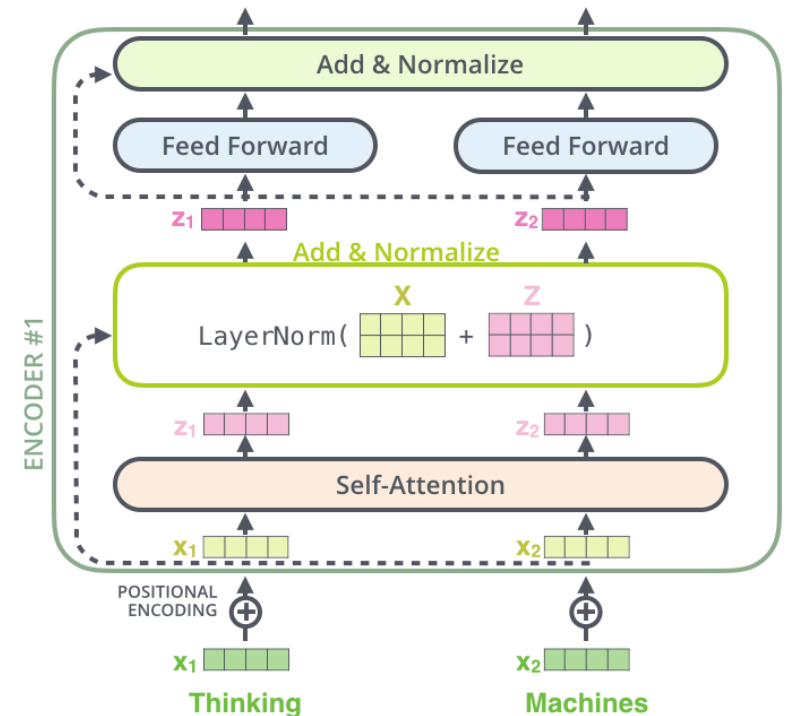 Add & Normalize
Feed Forward
Feed Forward
z1
z2
Add & Normalize
X
Z
LayerNorm(
+
)
ENCODER #1
z1
z2
Self-Attention
x1
x2
POSITIONAL
ENCODING
x1
x2
Thinking
Machines